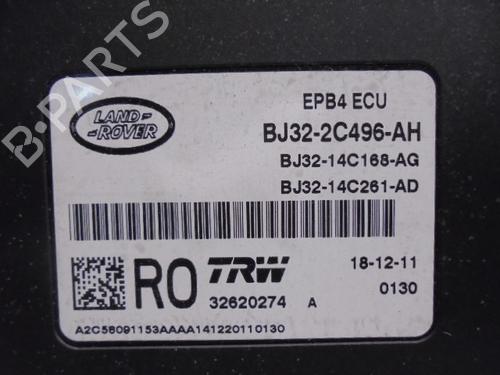 B-PARTS
LAND-
-ROVER
EPB4 ECU
BJ32-2C496-AH
BJ32-14C168-AG
BJ32-14C261-AD
RO TRW
18-12-11
32620274 A
0130
A2C58091153AAAA141220110130